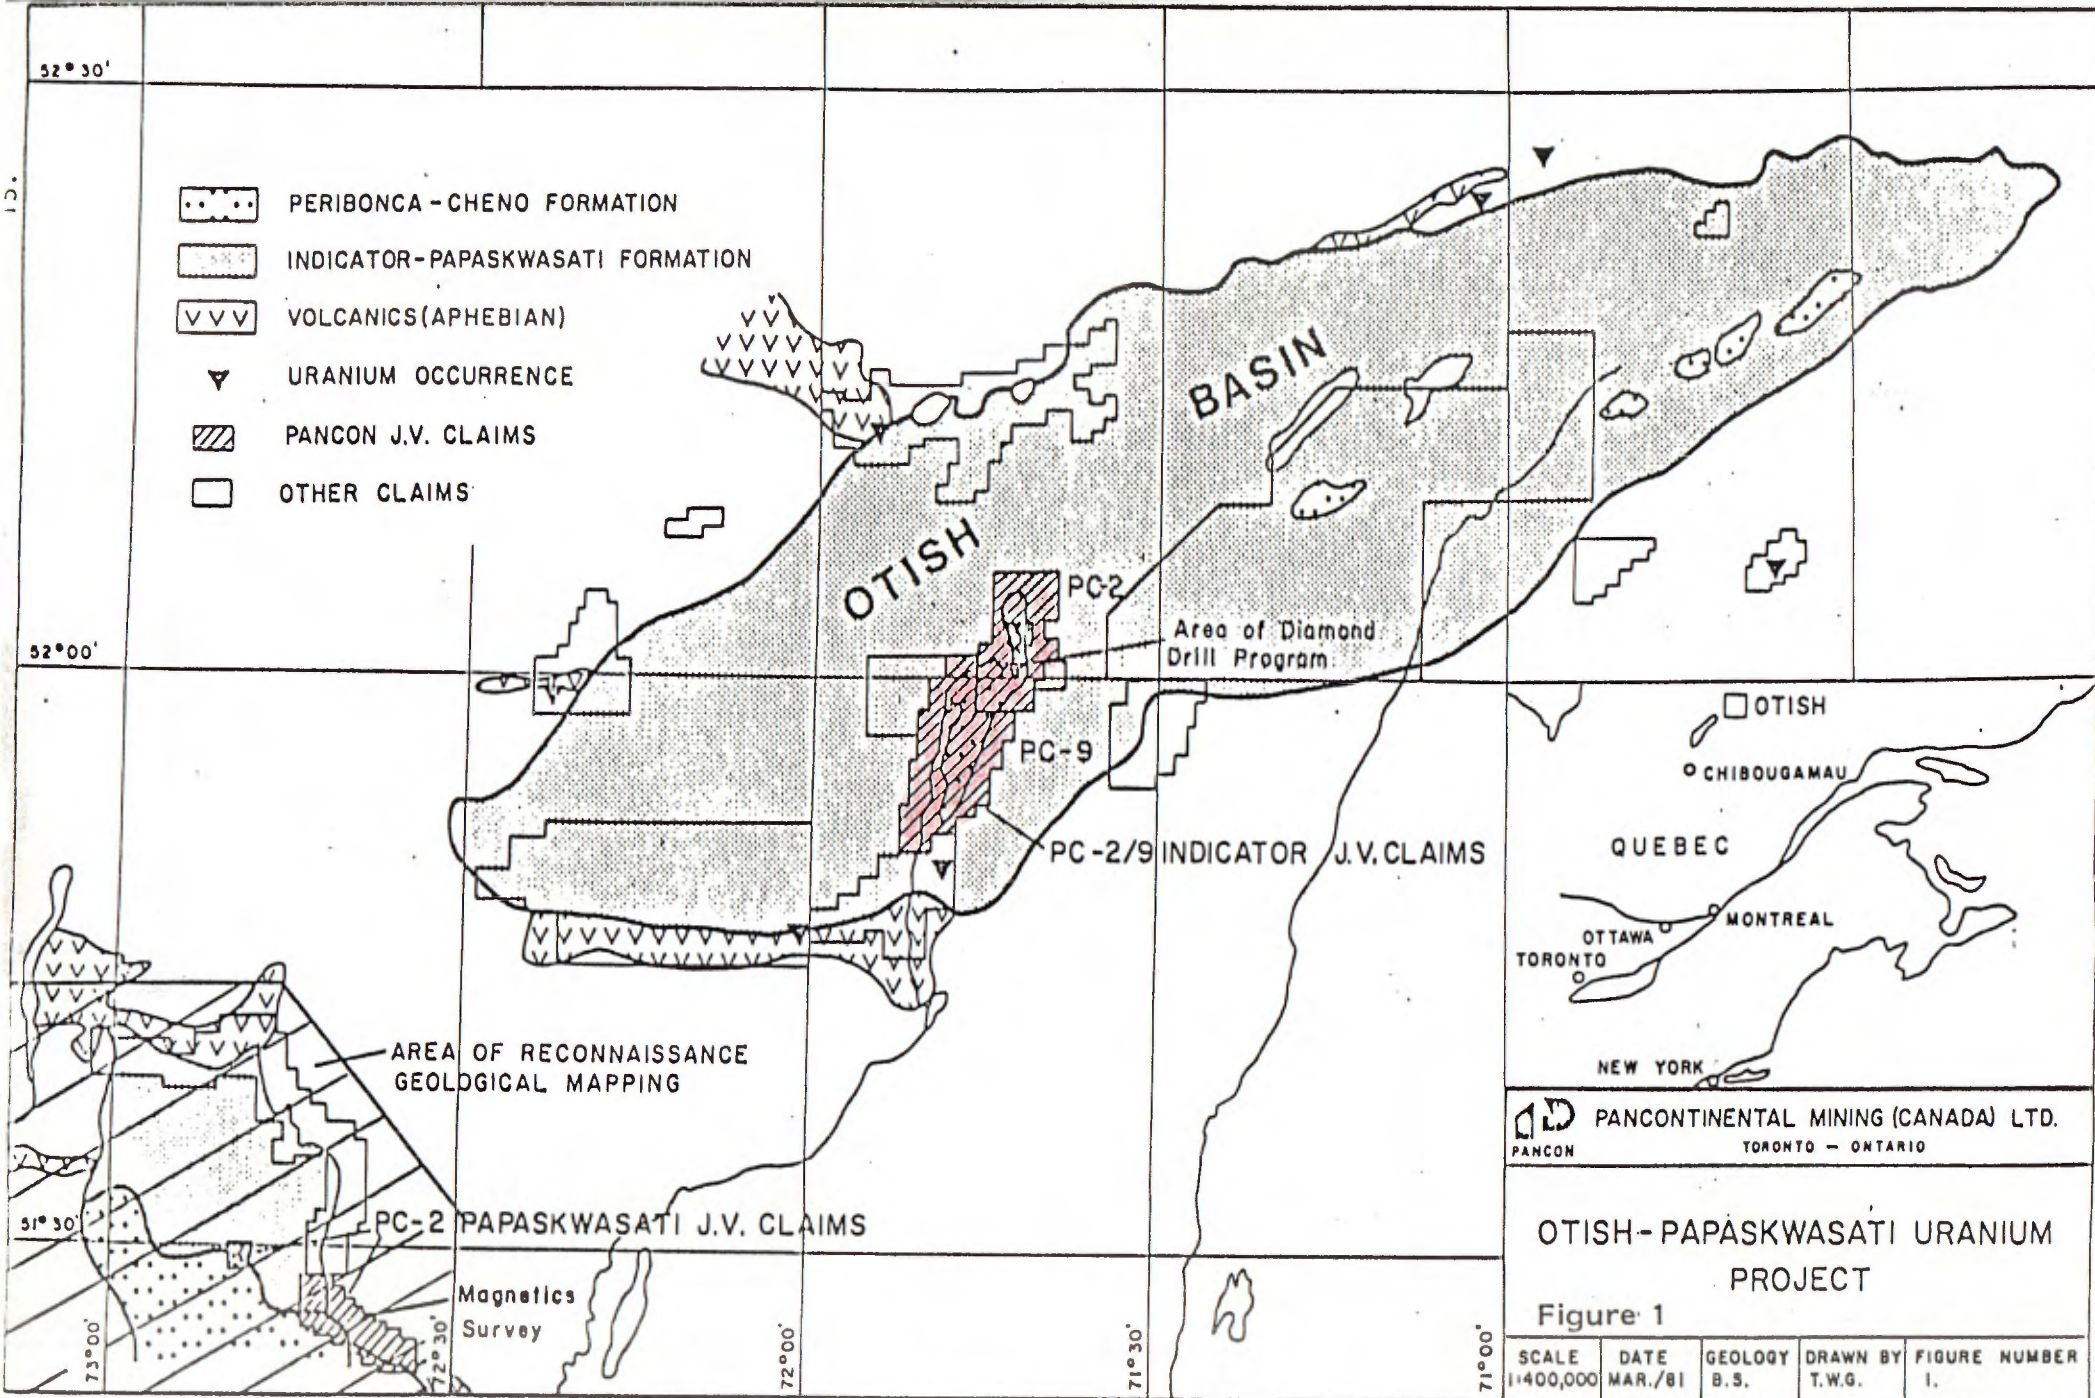 52°30'
15.
PERIBONCA-CHENO FORMATION
INDICATOR-PAPASKWASATI FORMATION
VOLCANICS(APHEBIAN)
URANIUM OCCURRENCE
PANCON J.V. CLAIMS
OTHER CLAIMS
OTISH
BASIN
PC-2
Area of Diamond
Drill Program
52°00'
PC-9
PC-2/9 INDICATOR J.V. CLAIMS
AREA OF RECONNAISSANCE
GEOLOGICAL MAPPING
51°30'
PC-2 PAPASKWASATI J.V. CLAIMS
Magnetics
Survey
73°00'
72°30'
72°00'
71°30'
71°00'
OTISH
CHIBOUGAMAU
QUEBEC
MONTREAL
OTTAWA
TORONTO
NEW YORK
PANCON
PANCONTINENTAL MINING (CANADA) LTD.
TORONTO - ONTARIO
OTISH-PAPASKWASATI URANIUM
PROJECT
Figure 1
SCALE DATE GEOLOGY DRAWN BY FIGURE NUMBER
1:400,000 MAR./81 B.S. T.W.G. 1.